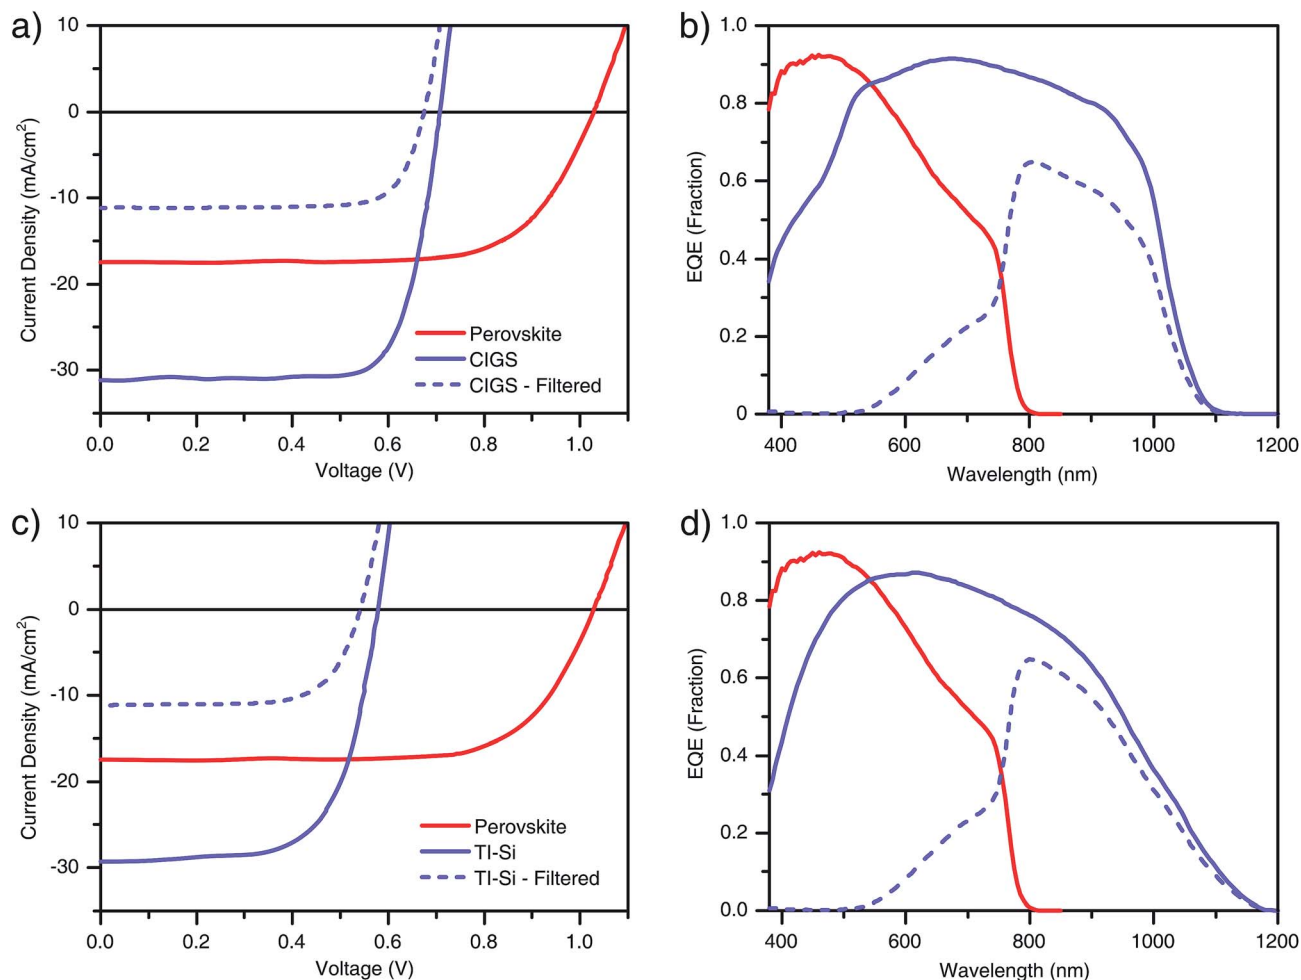 a)
10
0
-10
-20
-30
Current Density (mA/cm²)
Perovskite
CIGS
CIGS - Filtered
0.0 0.2 0.4 0.6 0.8 1.0
Voltage (V)
b)
1.0
0.8
0.6
0.4
0.2
0
EQE (Fraction)
400 600 800 1000 1200
Wavelength (nm)
c)
10
0
-10
-20
-30
Current Density (mA/cm²)
Perovskite
TI-Si
TI-Si - Filtered
0.0 0.2 0.4 0.6 0.8 1.0
Voltage (V)
d)
1.0
0.8
0.6
0.4
0.2
0.0
EQE (Fraction)
400 600 800 1000 1200
Wavelength (nm)